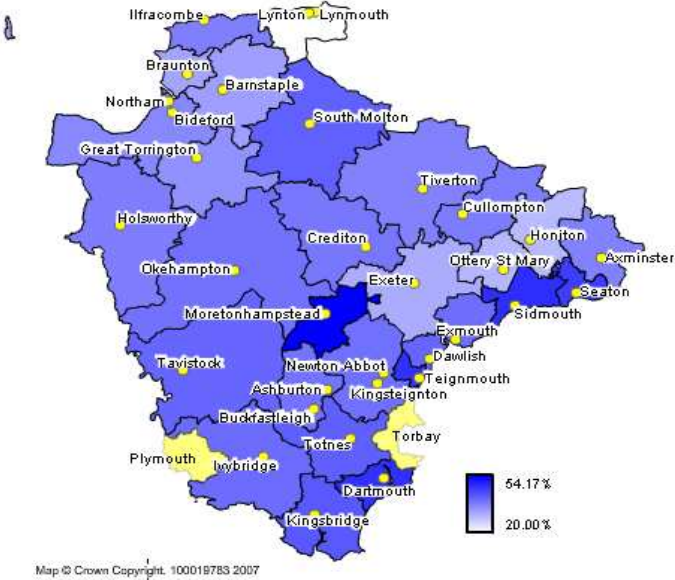 Ilfracombe
Lynton
Lynmouth
Braunton
Barnstaple
Northam
Bideford
South Molton
Great Torrington
Tiverton
Cullompton
Holsworthy
Crediton
Honiton
Ottery St Mary
Axminster
Okehampton
Exeter
Seaton
Moretonhampstead
Sidmouth
Exmouth
Tavistock
Newton Abbot
Dawlish
Teignmouth
Ashburton
Kingsteignton
Buckfastleigh
Totnes
Torbay
Plymouth
Ivybridge
Dartmouth
54.17%
20.00%
Kingsbridge
Map © Crown Copyright. 100019783 2007